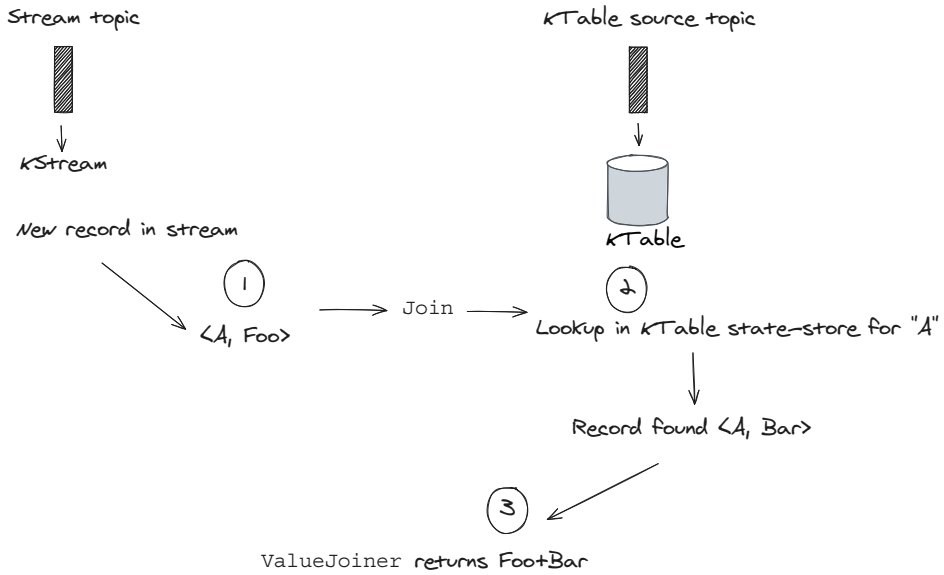 Stream topic
KTable source topic
KStream
New record in stream
KTable
1
2
<A, Foo>
Join
Lookup in KTable state-store for "A"
Record found <A, Bar>
3
ValueJoiner returns Foo+Bar